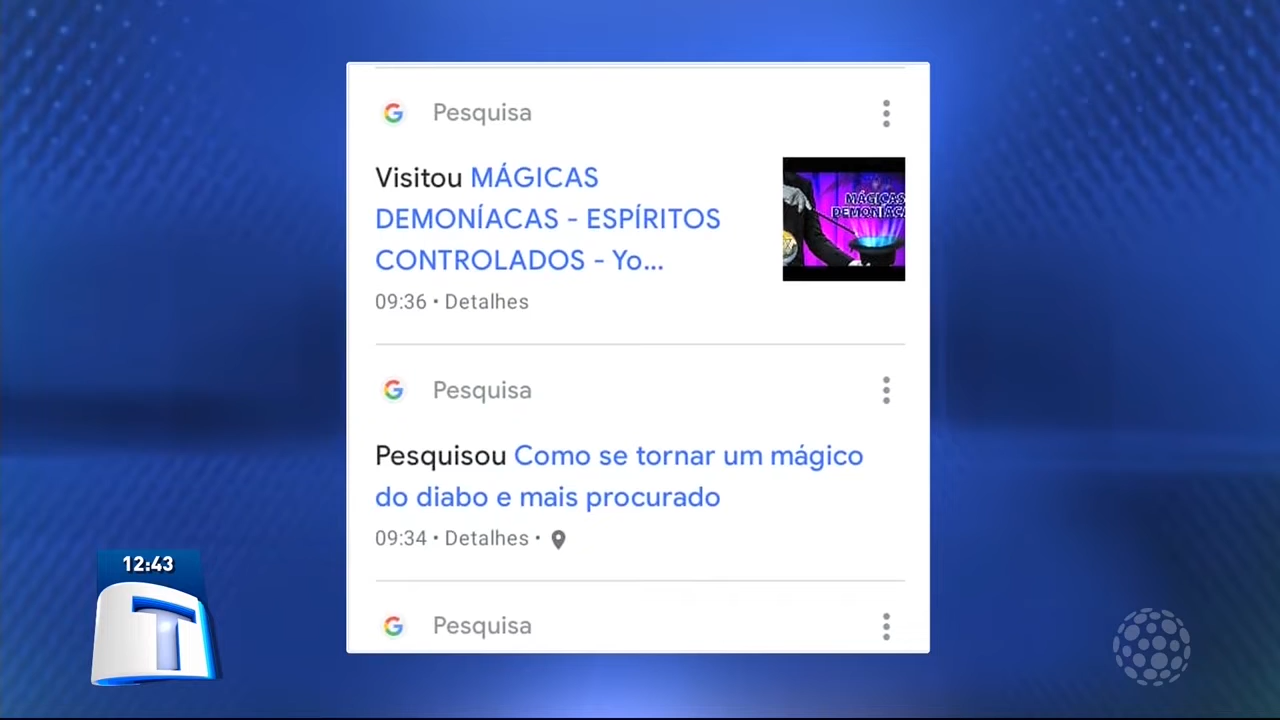 Pesquisa
Visitou MÁGICAS
DEMONÍACAS - ESPÍRITOS
CONTROLADOS - Yo...
MÁGICAS
DEMONÍACA
09:36 • Detalhes
Pesquisa
Pesquisou Como se tornar um mágico
do diabo e mais procurado
09:34 • Detalhes •
Pesquisa
12:43
T